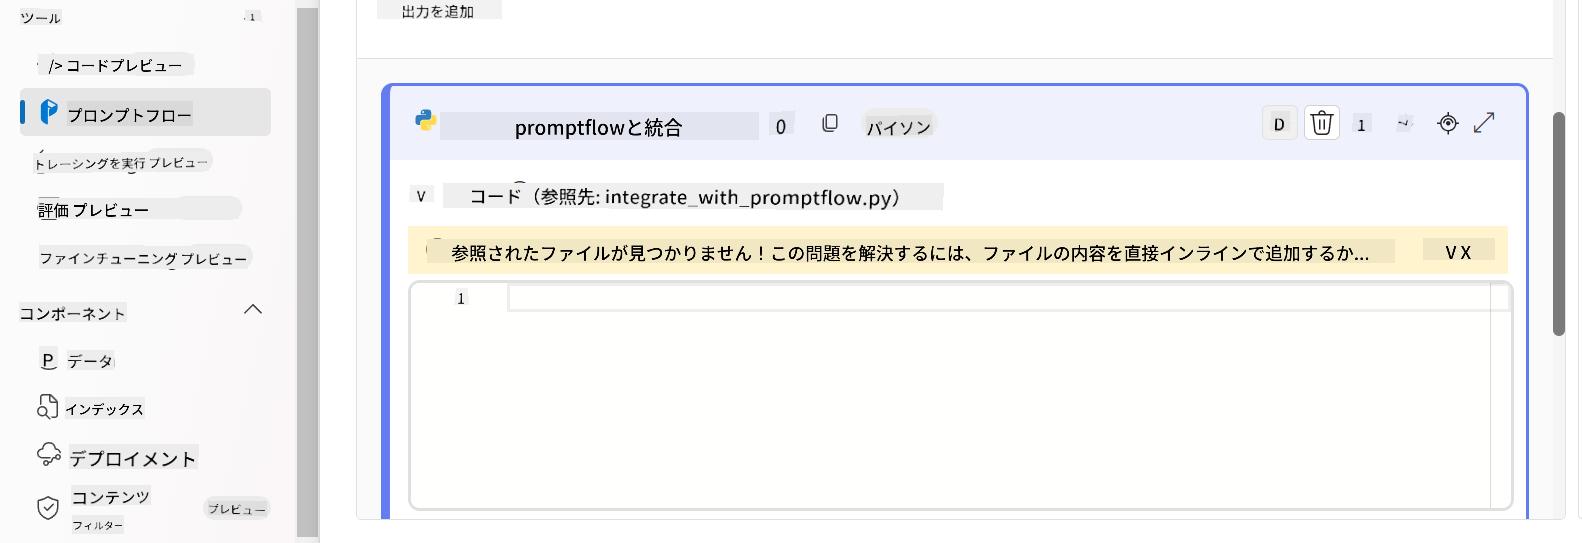 ツール
1
/> コードプレビュー
プロンプトフロー
トレーシングを実行 プレビュー
評価 プレビュー
ファインチューニング プレビュー
コンポーネント
P データ
インデックス
デプロイメント
コンテンツ
フィルター
プレビュー
出力を追加
promptflowと統合 0 パイソン D 1
V コード（参照先: integrate_with_promptflow.py）
参照されたファイルが見つかりません！この問題を解決するには、ファイルの内容を直接インラインで追加するか... V X
1